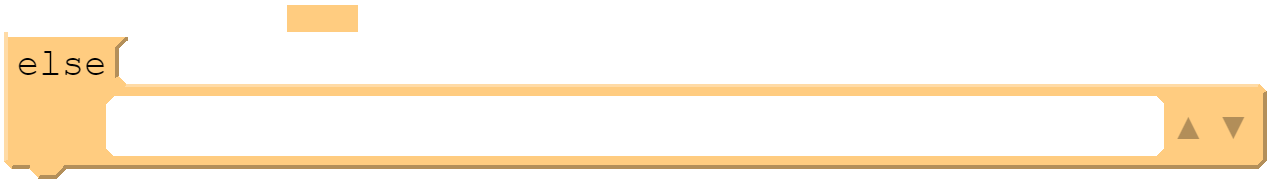 else
▲ ▼